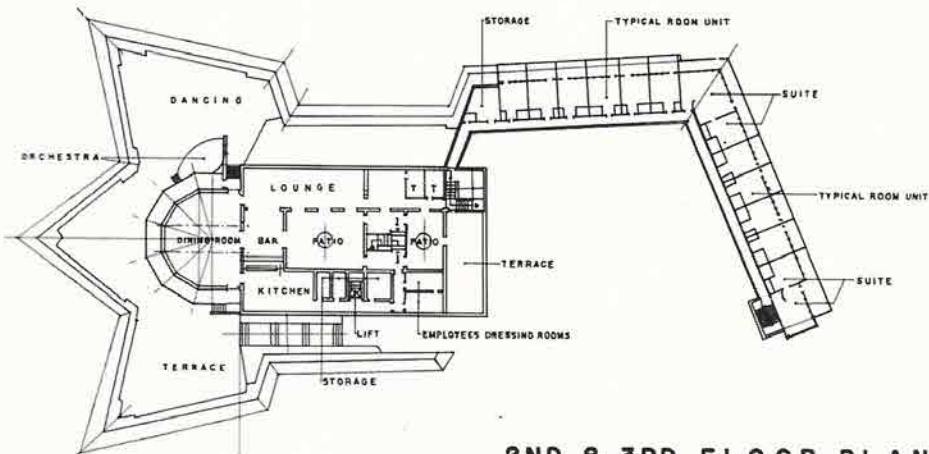 STORAGE
TYPICAL ROOM UNIT
DANCING
SUITE
ORCHESTRA
LOUNGE
T T
TYPICAL ROOM UNIT
DINING ROOM BAR PATIO PATIO
TERRACE
SUITE
KITCHEN
LIFT
EMPLOYEES DRESSING ROOMS
TERRACE
STORAGE
2ND & 3RD FLOOR PLAN